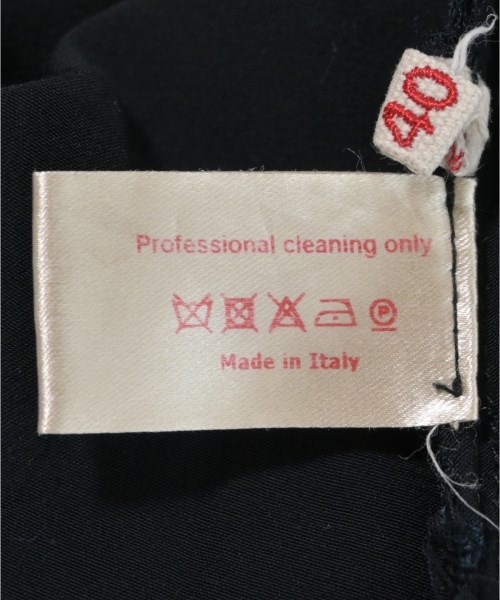 40
Professional cleaning only
P
Made in Italy